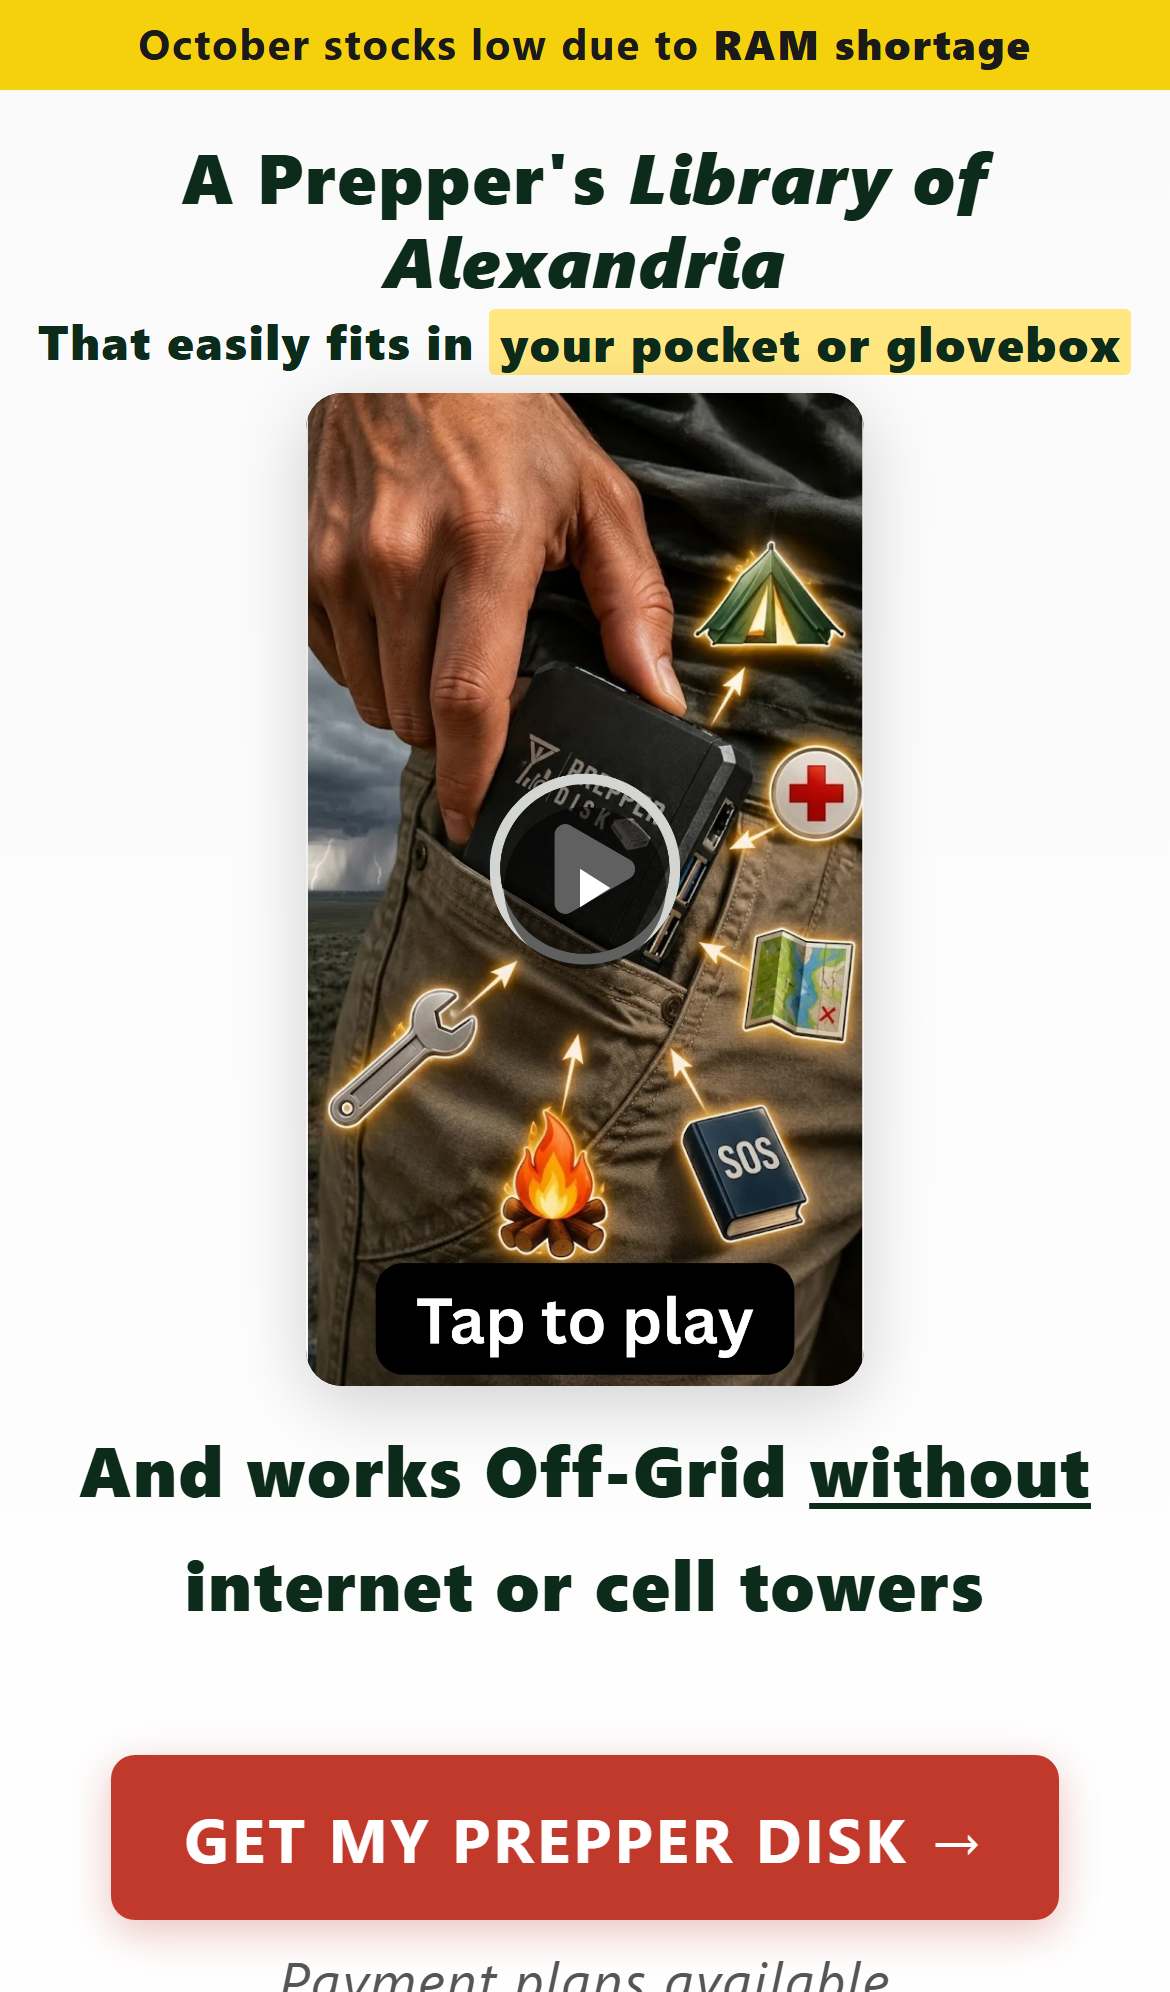 October stocks low due to RAM shortage
A Prepper's Library of
Alexandria
That easily fits in your pocket or glovebox
PREPPER
DISK
SOS
Tap to play
And works Off-Grid without
internet or cell towers
GET MY PREPPER DISK →
Payment plans available